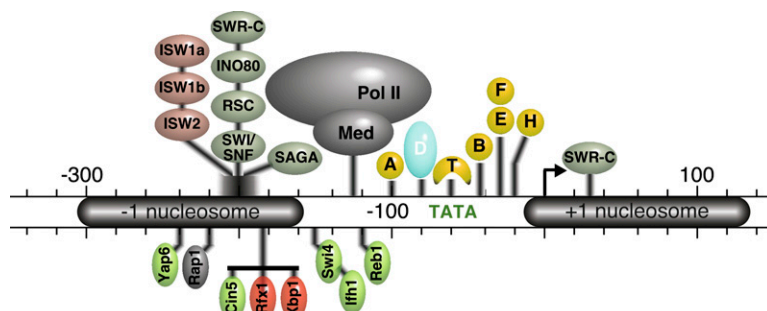 SWR-C
ISW1a
INO80
ISW1b
RSC
ISW2
SWI/
SNF
SAGA
Pol II
Med
A
D
T
B
F
E
H
SWR-C
-300
100
-1 nucleosome
-100
TATA
+1 nucleosome
Yap6
Rap1
Cin5
Rfx1
Xbp1
Swi4
Ifh1
Reb1